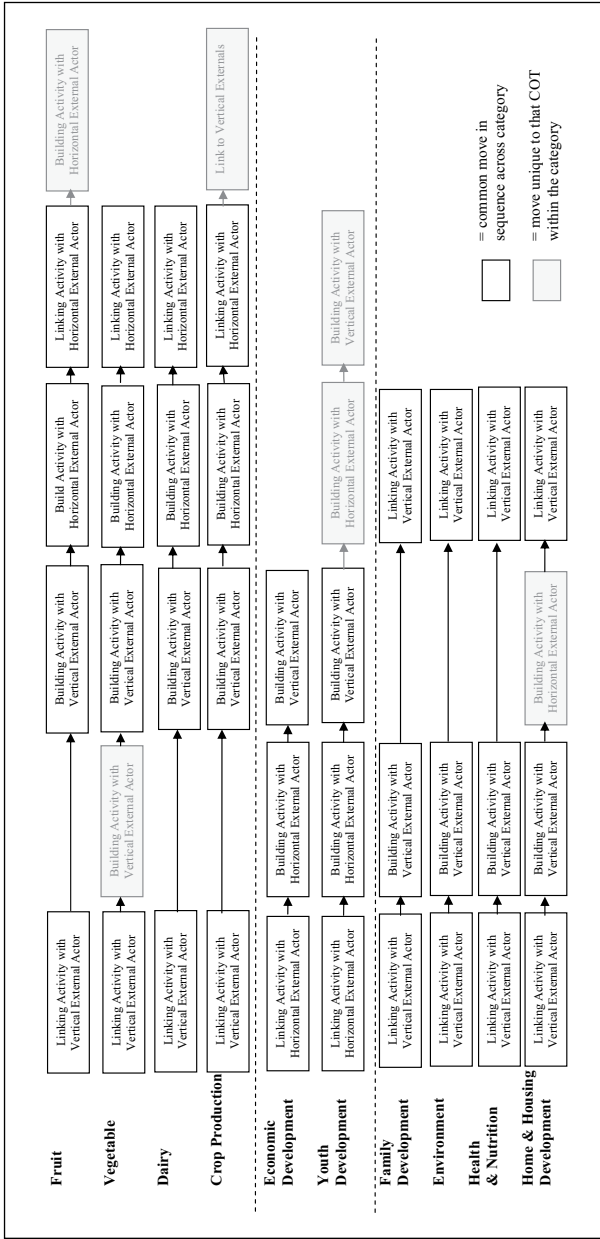 Fruit
Linking Activity with
Vertical External Actor
Building Activity with
Vertical External Actor
Build Activity with
Horizontal External Actor
Linking Activity with
Horizontal External Actor
Building Activity with
Horizontal External Actor
Vegetable
Linking Activity with
Vertical External Actor
Building Activity with
Vertical External Actor
Building Activity with
Vertical External Actor
Building Activity with
Horizontal External Actor
Linking Activity with
Horizontal External Actor
Dairy
Linking Activity with
Vertical External Actor
Building Activity with
Vertical External Actor
Building Activity with
Horizontal External Actor
Linking Activity with
Horizontal External Actor
Crop Production
Linking Activity with
Vertical External Actor
Building Activity with
Vertical External Actor
Building Activity with
Horizontal External Actor
Linking Activity with
Horizontal External Actor
Link to Vertical Externals
Economic
Development
Linking Activity with
Horizontal External Actor
Building Activity with
Horizontal External Actor
Building Activity with
Vertical External Actor
Youth
Development
Linking Activity with
Horizontal External Actor
Building Activity with
Horizontal External Actor
Building Activity with
Vertical External Actor
Building Activity with
Horizontal External Actor
Building Activity with
Vertical External Actor
Family
Development
Linking Activity with
Vertical External Actor
Building Activity with
Vertical External Actor
Linking Activity with
Vertical External Actor
Environment
Linking Activity with
Vertical External Actor
Building Activity with
Vertical External Actor
Linking Activity with
Vertical External Actor
Health
& Nutrition
Linking Activity with
Vertical External Actor
Building Activity with
Vertical External Actor
Linking Activity with
Vertical External Actor
Home & Housing
Development
Linking Activity with
Vertical External Actor
Building Activity with
Vertical External Actor
Building Activity with
Horizontal External Actor
Linking Activity with
Vertical External Actor
= common move in
sequence across category
= move unique to that COT
within the category